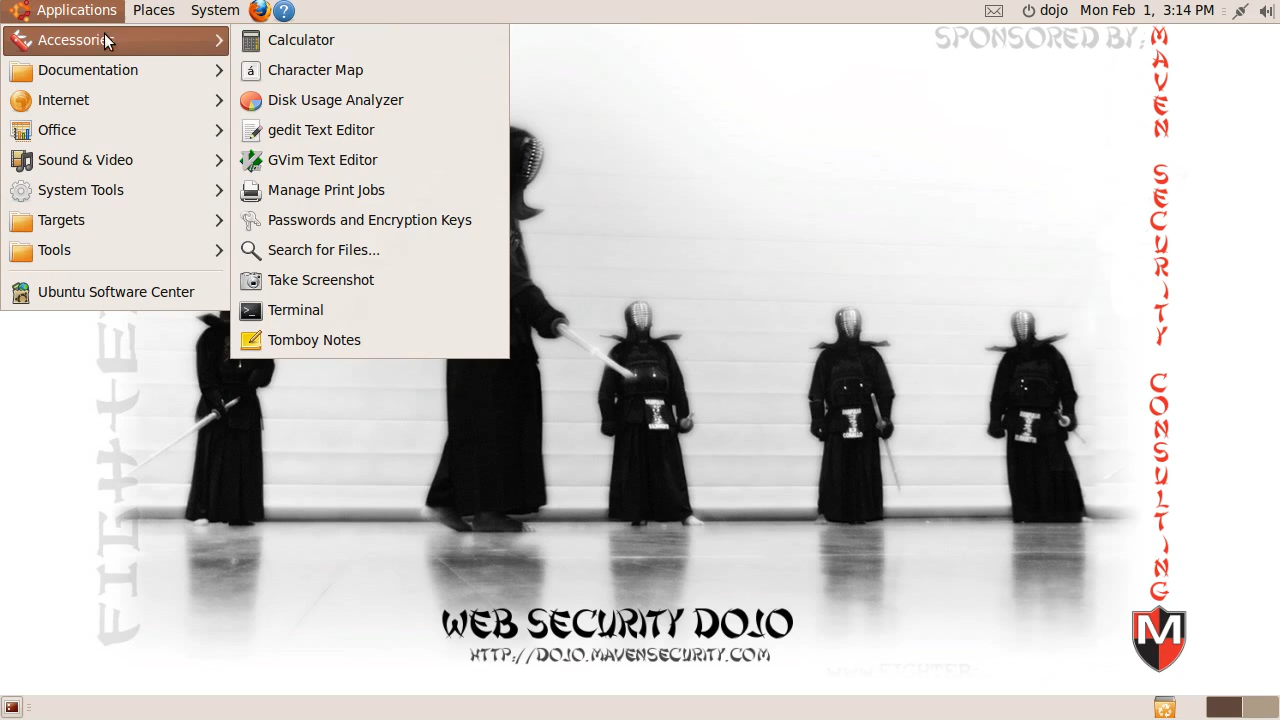 Applications Places System dojo Mon Feb 1, 3:14 PM
Accessories
Documentation
Internet
Office
Sound & Video
System Tools
Targets
Tools
Ubuntu Software Center
Calculator
Character Map
Disk Usage Analyzer
gedit Text Editor
GVim Text Editor
Manage Print Jobs
Passwords and Encryption Keys
Search for Files...
Take Screenshot
Terminal
Tomboy Notes
SPONSORED BY:
MAVEN SECURITY CONSULTING
M
WEB SECURITY DOJO
HTTP://DOJO.MAVENSECURITY.COM